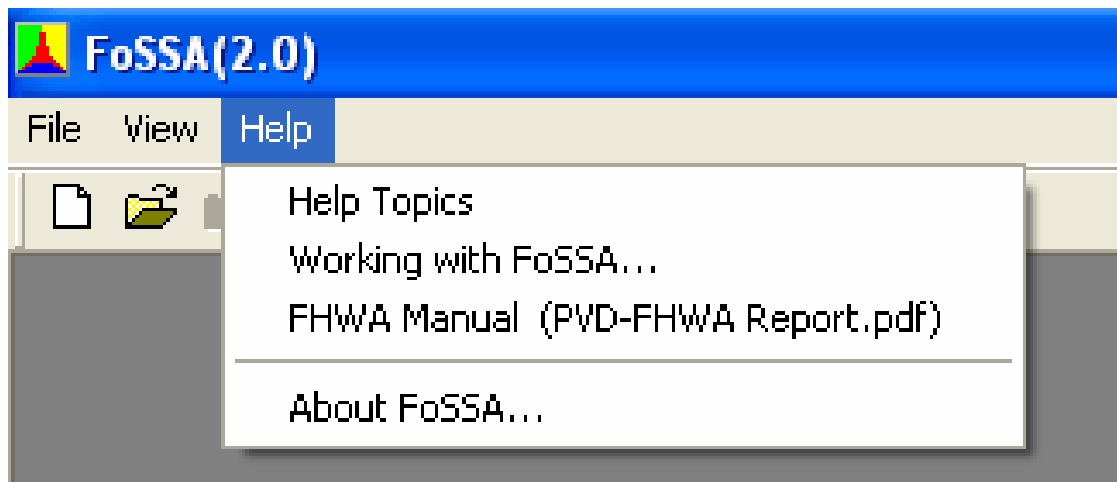 FoSSA(2.0)
File View Help
Help Topics
Working with FoSSA...
FHWA Manual (PVD-FHWA Report.pdf)
About FoSSA...